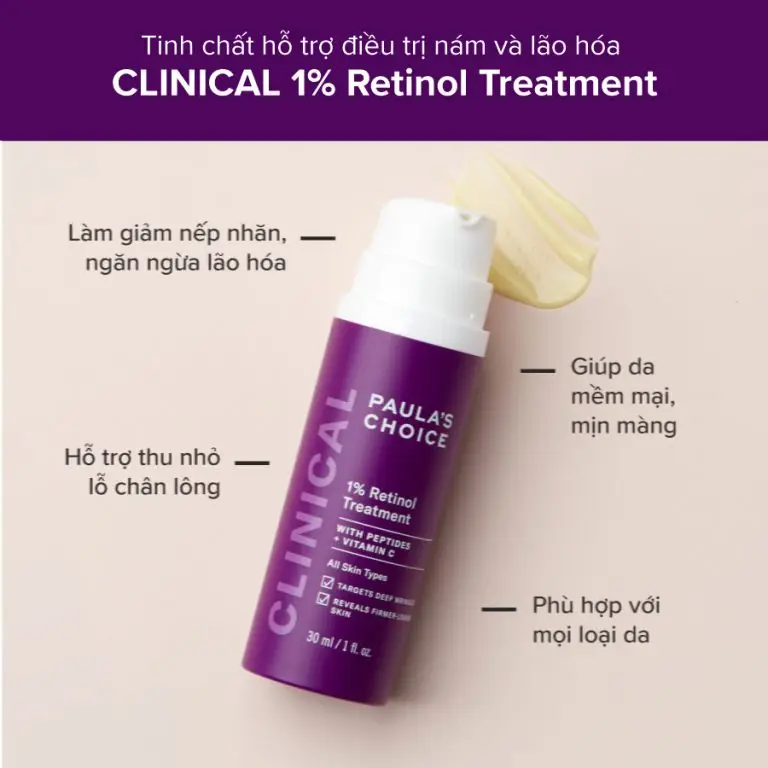 Tinh chất hỗ trợ điều trị nám và lão hóa
CLINICAL 1% Retinol Treatment
Làm giảm nếp nhăn,
ngăn ngừa lão hóa
Giúp da
mềm mại,
mịn màng
Hỗ trợ thu nhỏ
lỗ chân lông
Phù hợp với
mọi loại da
CLINICAL
PAULA'S
CHOICE
1% Retinol
Treatment
WITH PEPTIDES
+ VITAMIN C
All Skin Types
TARGETS DEEP
REVEALS
SKIN
30 ml / 1 fl. oz.